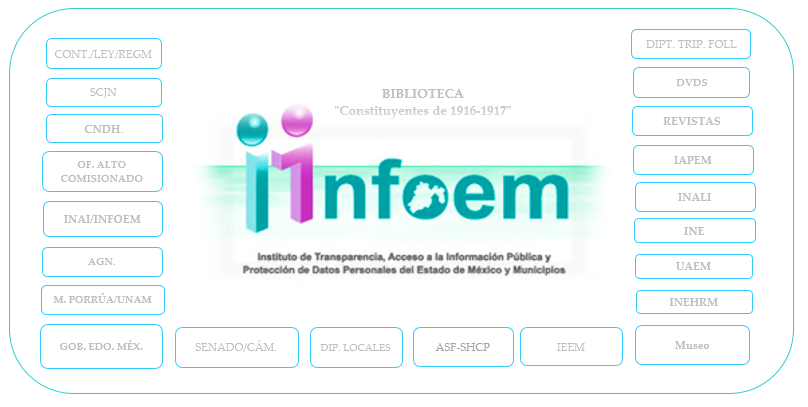 CONT./LEY/REGM
SCJN
CNDH.
OF. ALTO
COMISIONADO
INAI/INFOEM
AGN.
M. PORRÚA/UNAM
GOB. EDO. MÉX.
BIBLIOTECA
"Constituyentes de 1916-1917"
infoem
Instituto de Transparencia, Acceso a la Información Pública y
Protección de Datos Personales del Estado de México y Municipios
SENADO/CÁM.
DIP. LOCALES
ASF-SHCP
IEEM
DIPT. TRIP. FOLL
DVDS
REVISTAS
IAPEM
INALI
INE
UAEM
INEHRM
Museo